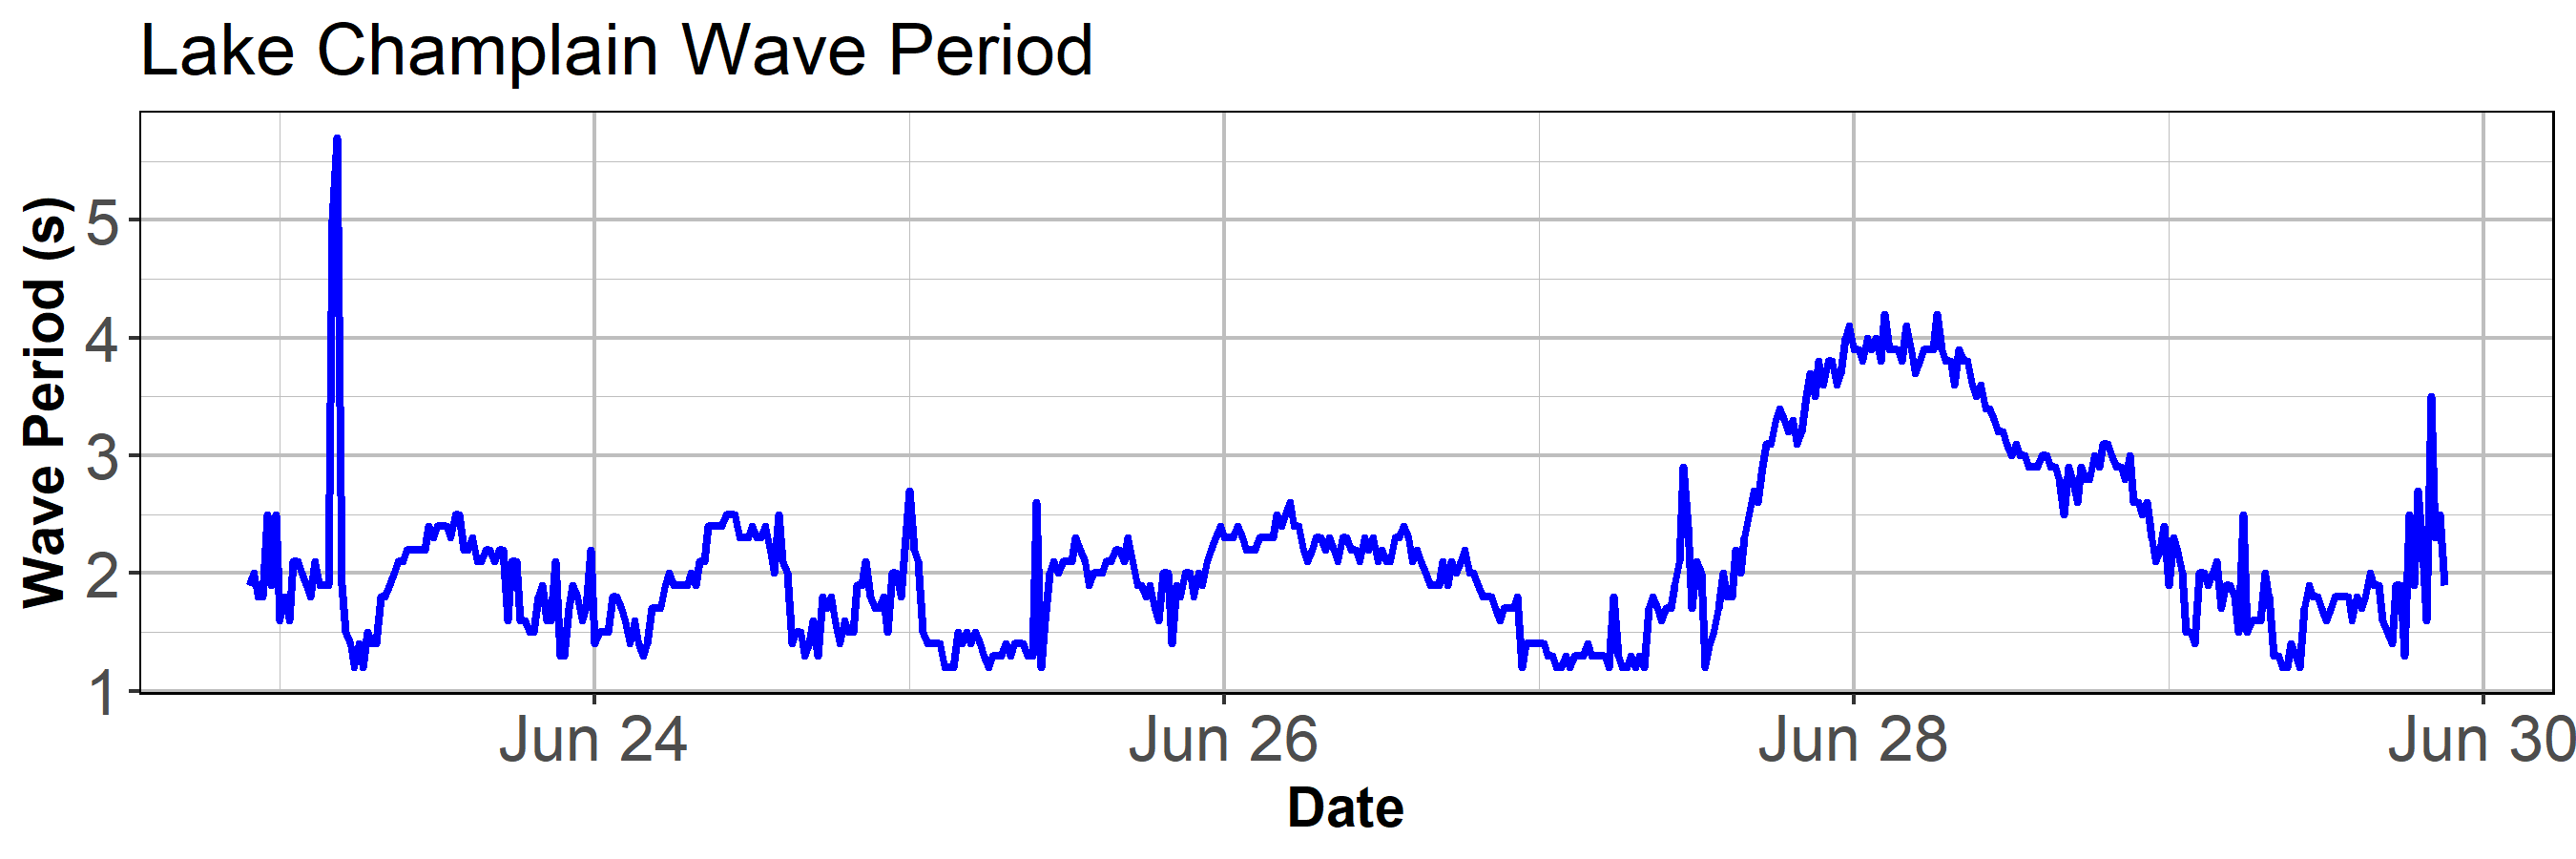 Lake Champlain Wave Period
Wave Period (s)
5
4
3
2
1
Jun 24
Jun 26
Jun 28
Jun 30
Date